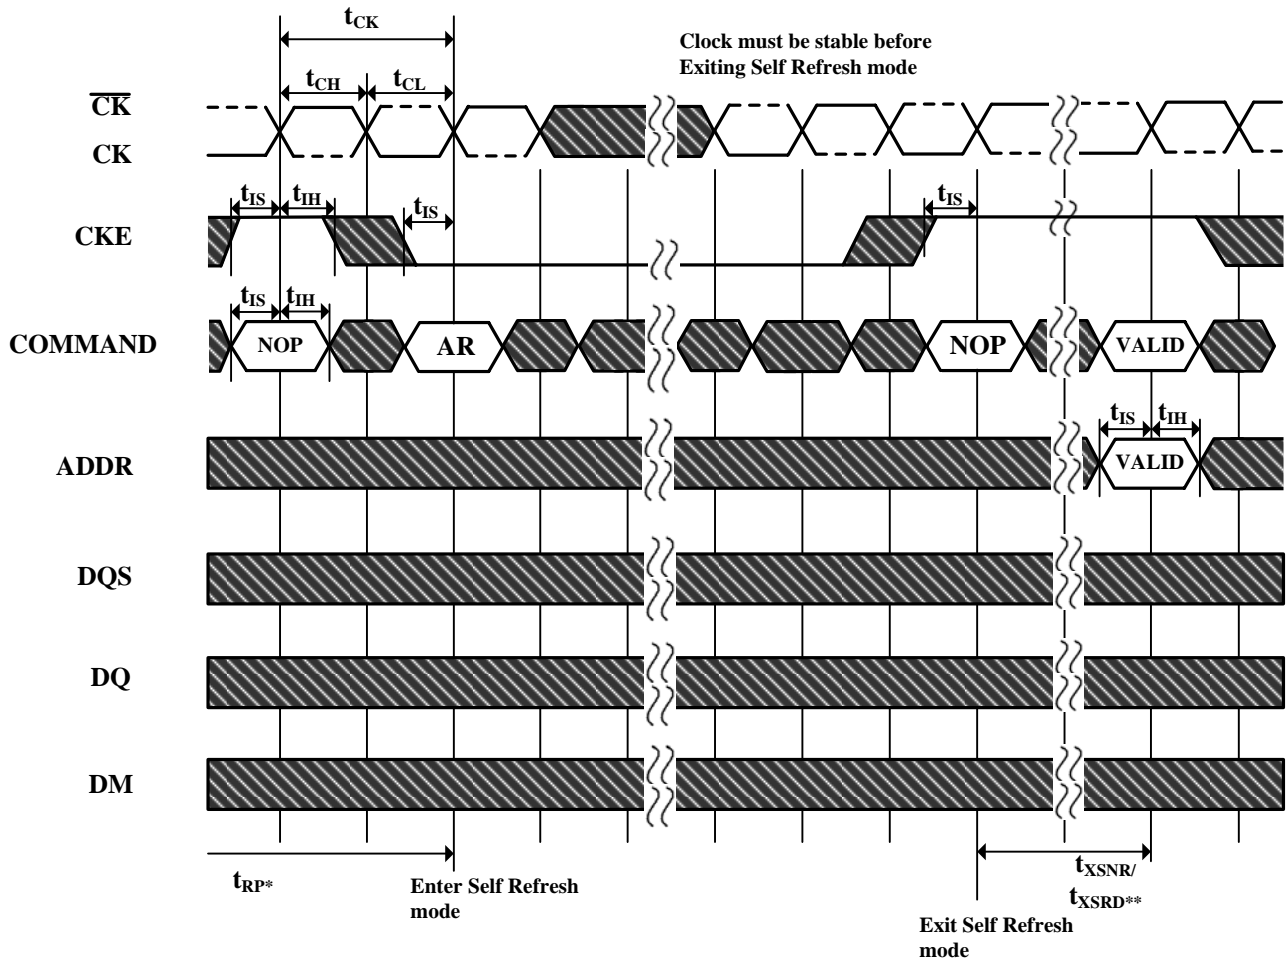 tCK
Clock must be stable before
Exiting Self Refresh mode
tCH
tCL
CK
CK
tIS
tIH
tIS
tIS
CKE
tIS
tIH
COMMAND
NOP
AR
NOP
VALID
tIS
tIH
ADDR
VALID
DQS
DQ
DM
tRP*
Enter Self Refresh
mode
tXSNR/
tXSRD**
Exit Self Refresh
mode